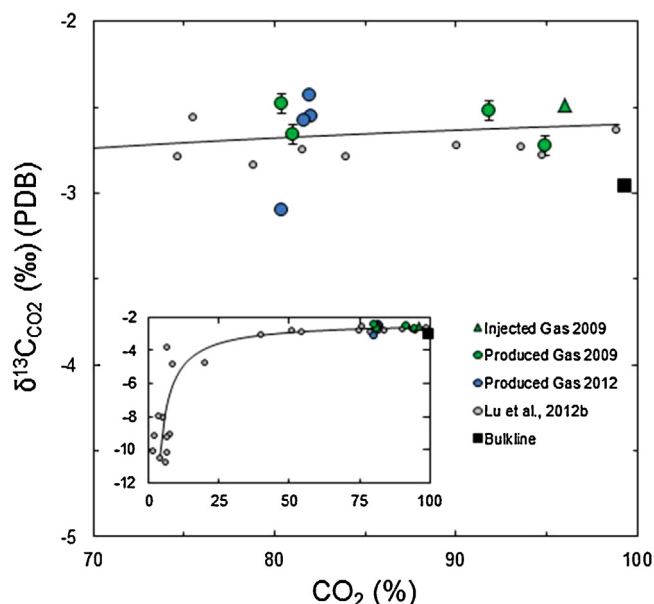 -2
-3
-4
-5
δ¹³C_CO2 (‰) (PDB)
-2
-4
-6
-8
-10
-12
0 25 50 75 100
Injected Gas 2009
Produced Gas 2009
Produced Gas 2012
Lu et al., 2012b
Bulkline
70 80 90 100
CO₂ (%)